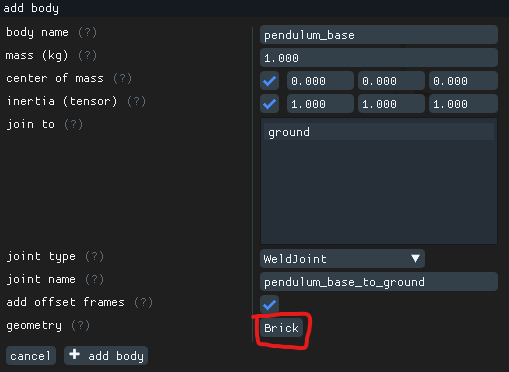 add body
body name (?) pendulum_base
mass (kg) (?) 1.000
center of mass (?) 0.000 0.000 0.000
inertia (tensor) (?) 1.000 1.000 1.000
join to (?) ground
joint type (?) WeldJoint
joint name (?) pendulum_base_to_ground
add offset frames (?)
geometry (?) Brick
cancel + add body